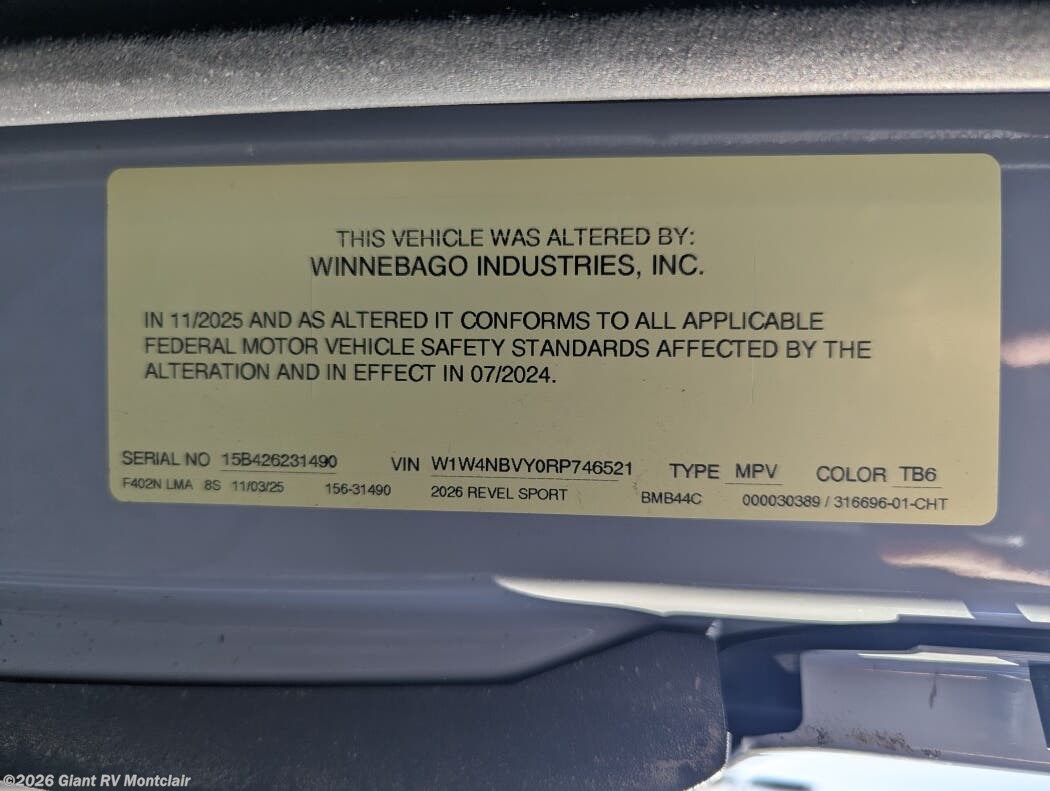 THIS VEHICLE WAS ALTERED BY:
WINNEBAGO INDUSTRIES, INC.
IN 11/2025 AND AS ALTERED IT CONFORMS TO ALL APPLICABLE
FEDERAL MOTOR VEHICLE SAFETY STANDARDS AFFECTED BY THE
ALTERATION AND IN EFFECT IN 07/2024.
SERIAL NO 15B426231490 VIN W1W4NBVY0RP746521 TYPE MPV COLOR TB6
F402N LMA 8S 11/03/25 156-31490 2026 REVEL SPORT BMB44C 000030389 / 316696-01-CHT
©2026 Giant RV Montclair